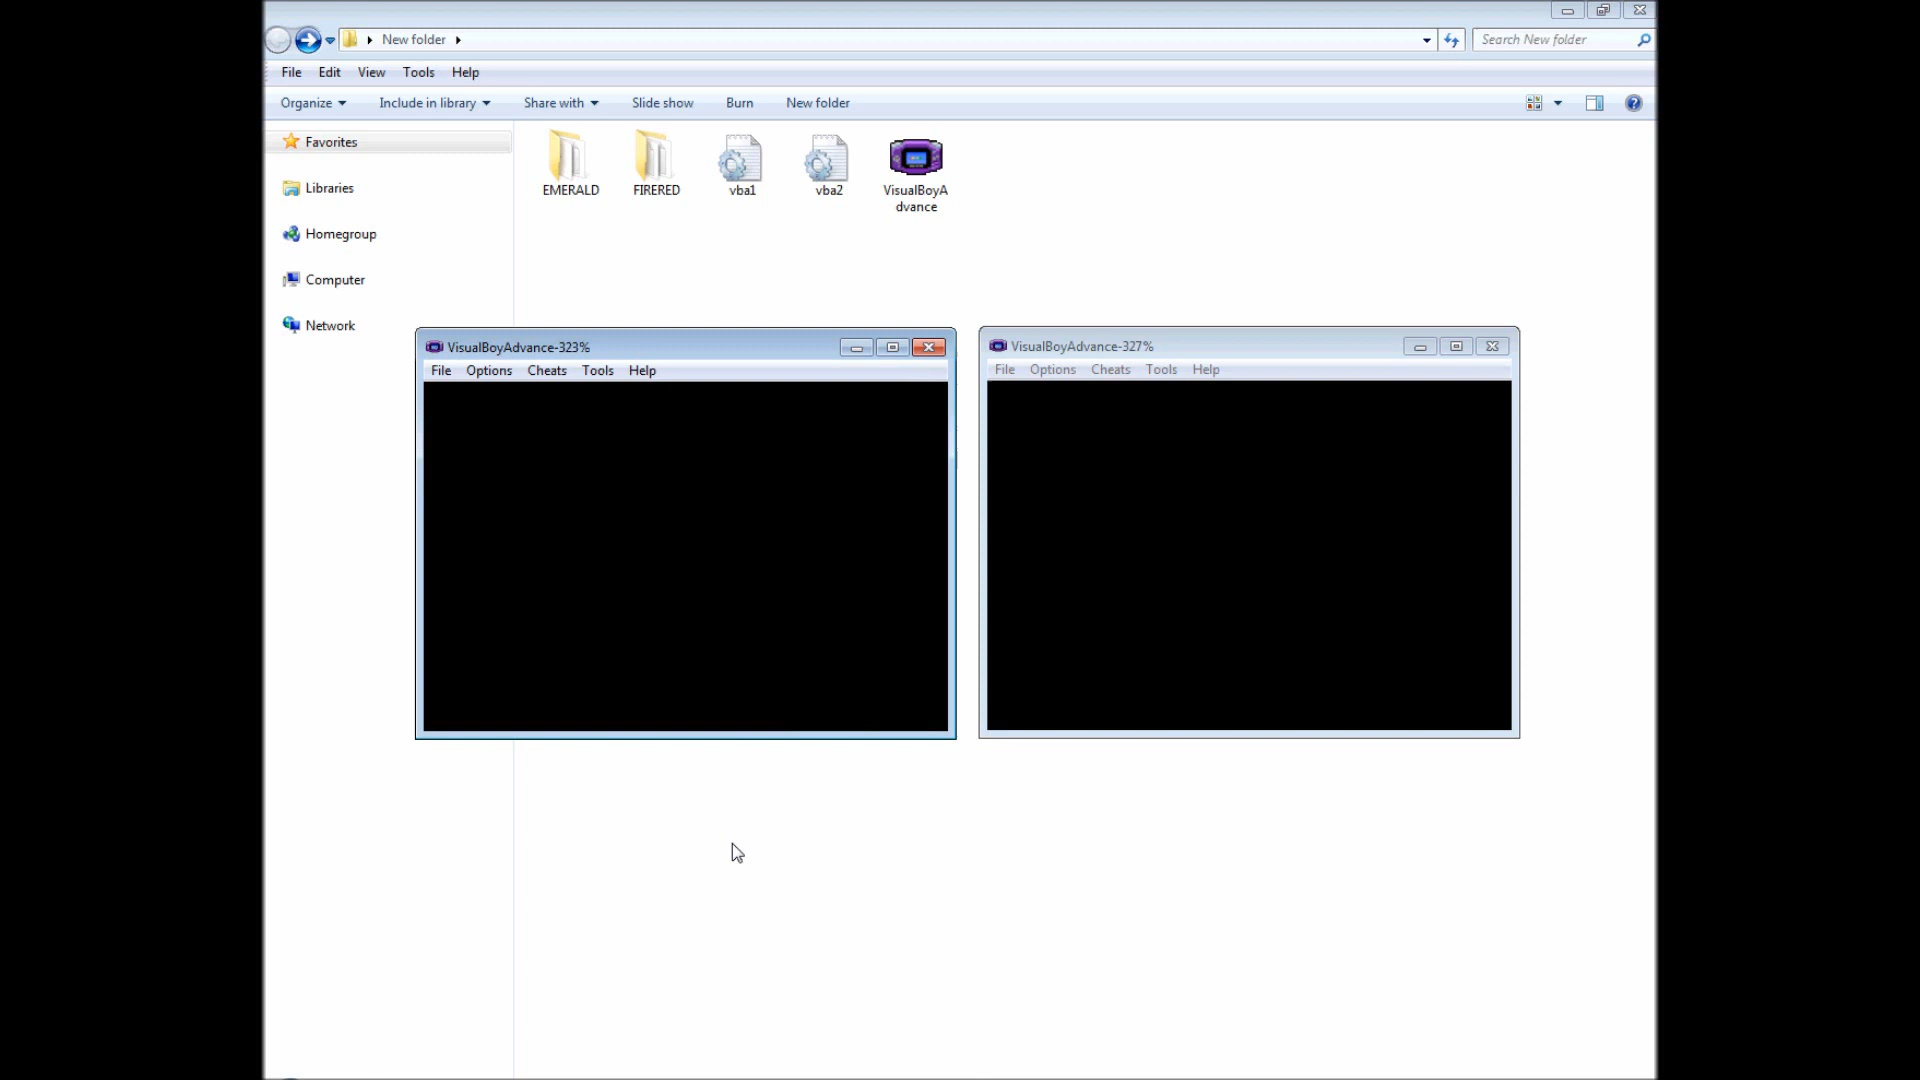 New folder
Search New folder
File Edit View Tools Help
Organize Include in library Share with Slide show Burn New folder
Favorites
Libraries
Homegroup
Computer
Network
EMERALD
FIRERED
vba1
vba2
VisualBoyA
dvance
VisualBoyAdvance-323%
File Options Cheats Tools Help
VisualBoyAdvance-327%
File Options Cheats Tools Help